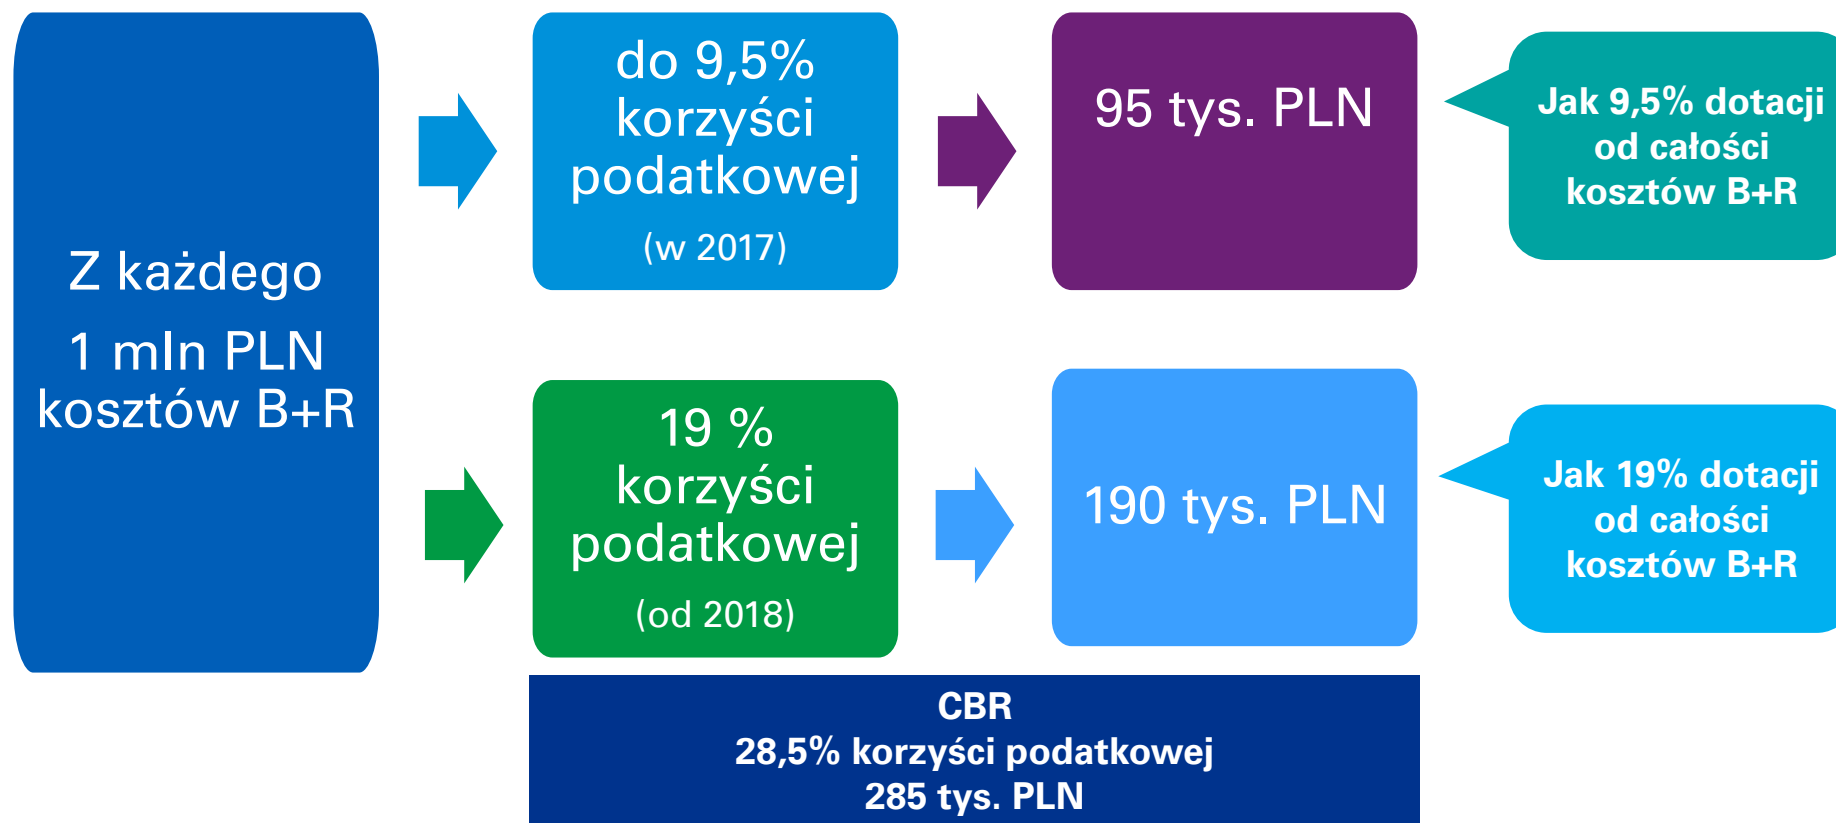 Z każdego
1 mln PLN
kosztów B+R
do 9,5%
korzyści
podatkowej
(w 2017)
95 tys. PLN
Jak 9,5% dotacji
od całości
kosztów B+R
19 %
korzyści
podatkowej
(od 2018)
190 tys. PLN
Jak 19% dotacji
od całości
kosztów B+R
CBR
28,5% korzyści podatkowej
285 tys. PLN